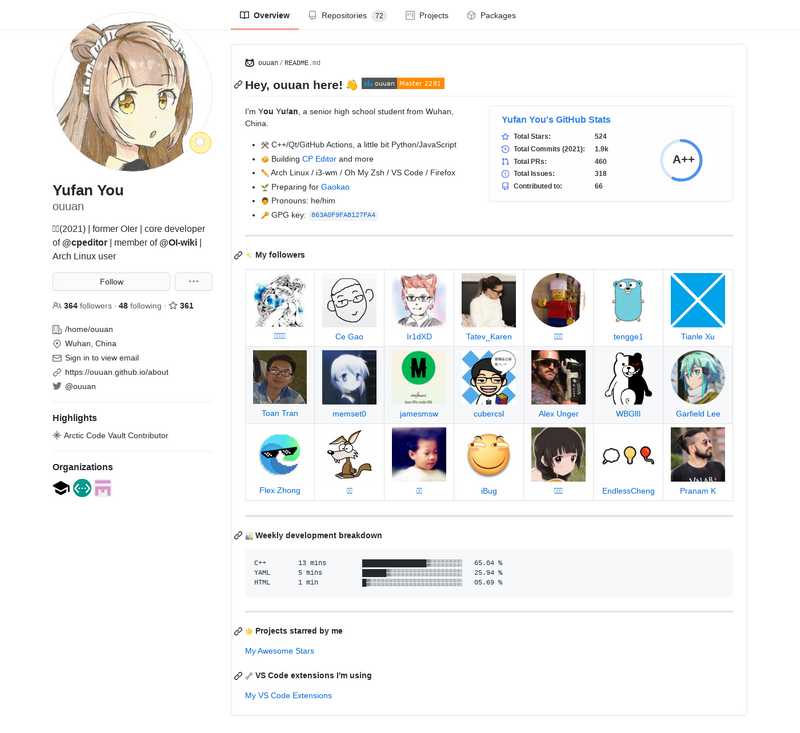 Overview
Repositories 72
Projects
Packages
Yufan You
ouuan
(2021) | former OIer | core developer
of @cpeditor | member of @OI-wiki |
Arch Linux user
Follow
364 followers · 48 following · 361
/home/ouuan
Wuhan, China
Sign in to view email
https://ouuan.github.io/about
@ouuan
Highlights
Arctic Code Vault Contributor
Organizations
ouuan / README.md
Hey, ouuan here! 👋 ouuan Master 2281
I'm You Yufan, a senior high school student from Wuhan,
China.
C++/Qt/GitHub Actions, a little bit Python/JavaScript
Building CP Editor and more
Arch Linux / i3-wm / Oh My Zsh / VS Code / Firefox
Preparing for Gaokao
Pronouns: he/him
GPG key: 863A0F9FAB127FA4
Yufan You's GitHub Stats
Total Stars: 524
Total Commits (2021): 1.9k
Total PRs: 460
Total Issues: 318
Contributed to: 66
A++
My followers
Ce Gao
Ir1dXD
Tatev_Karen
tengge1
Tianle Xu
Toan Tran
memset0
jamesmsw
cubercsl
Alex Unger
WBGlIl
Garfield Lee
Flex Zhong
iBug
EndlessCheng
Pranam K
Weekly development breakdown
C++ 13 mins 65.04 %
YAML 5 mins 25.94 %
HTML 1 min 05.69 %
Projects starred by me
My Awesome Stars
VS Code extensions I'm using
My VS Code Extensions